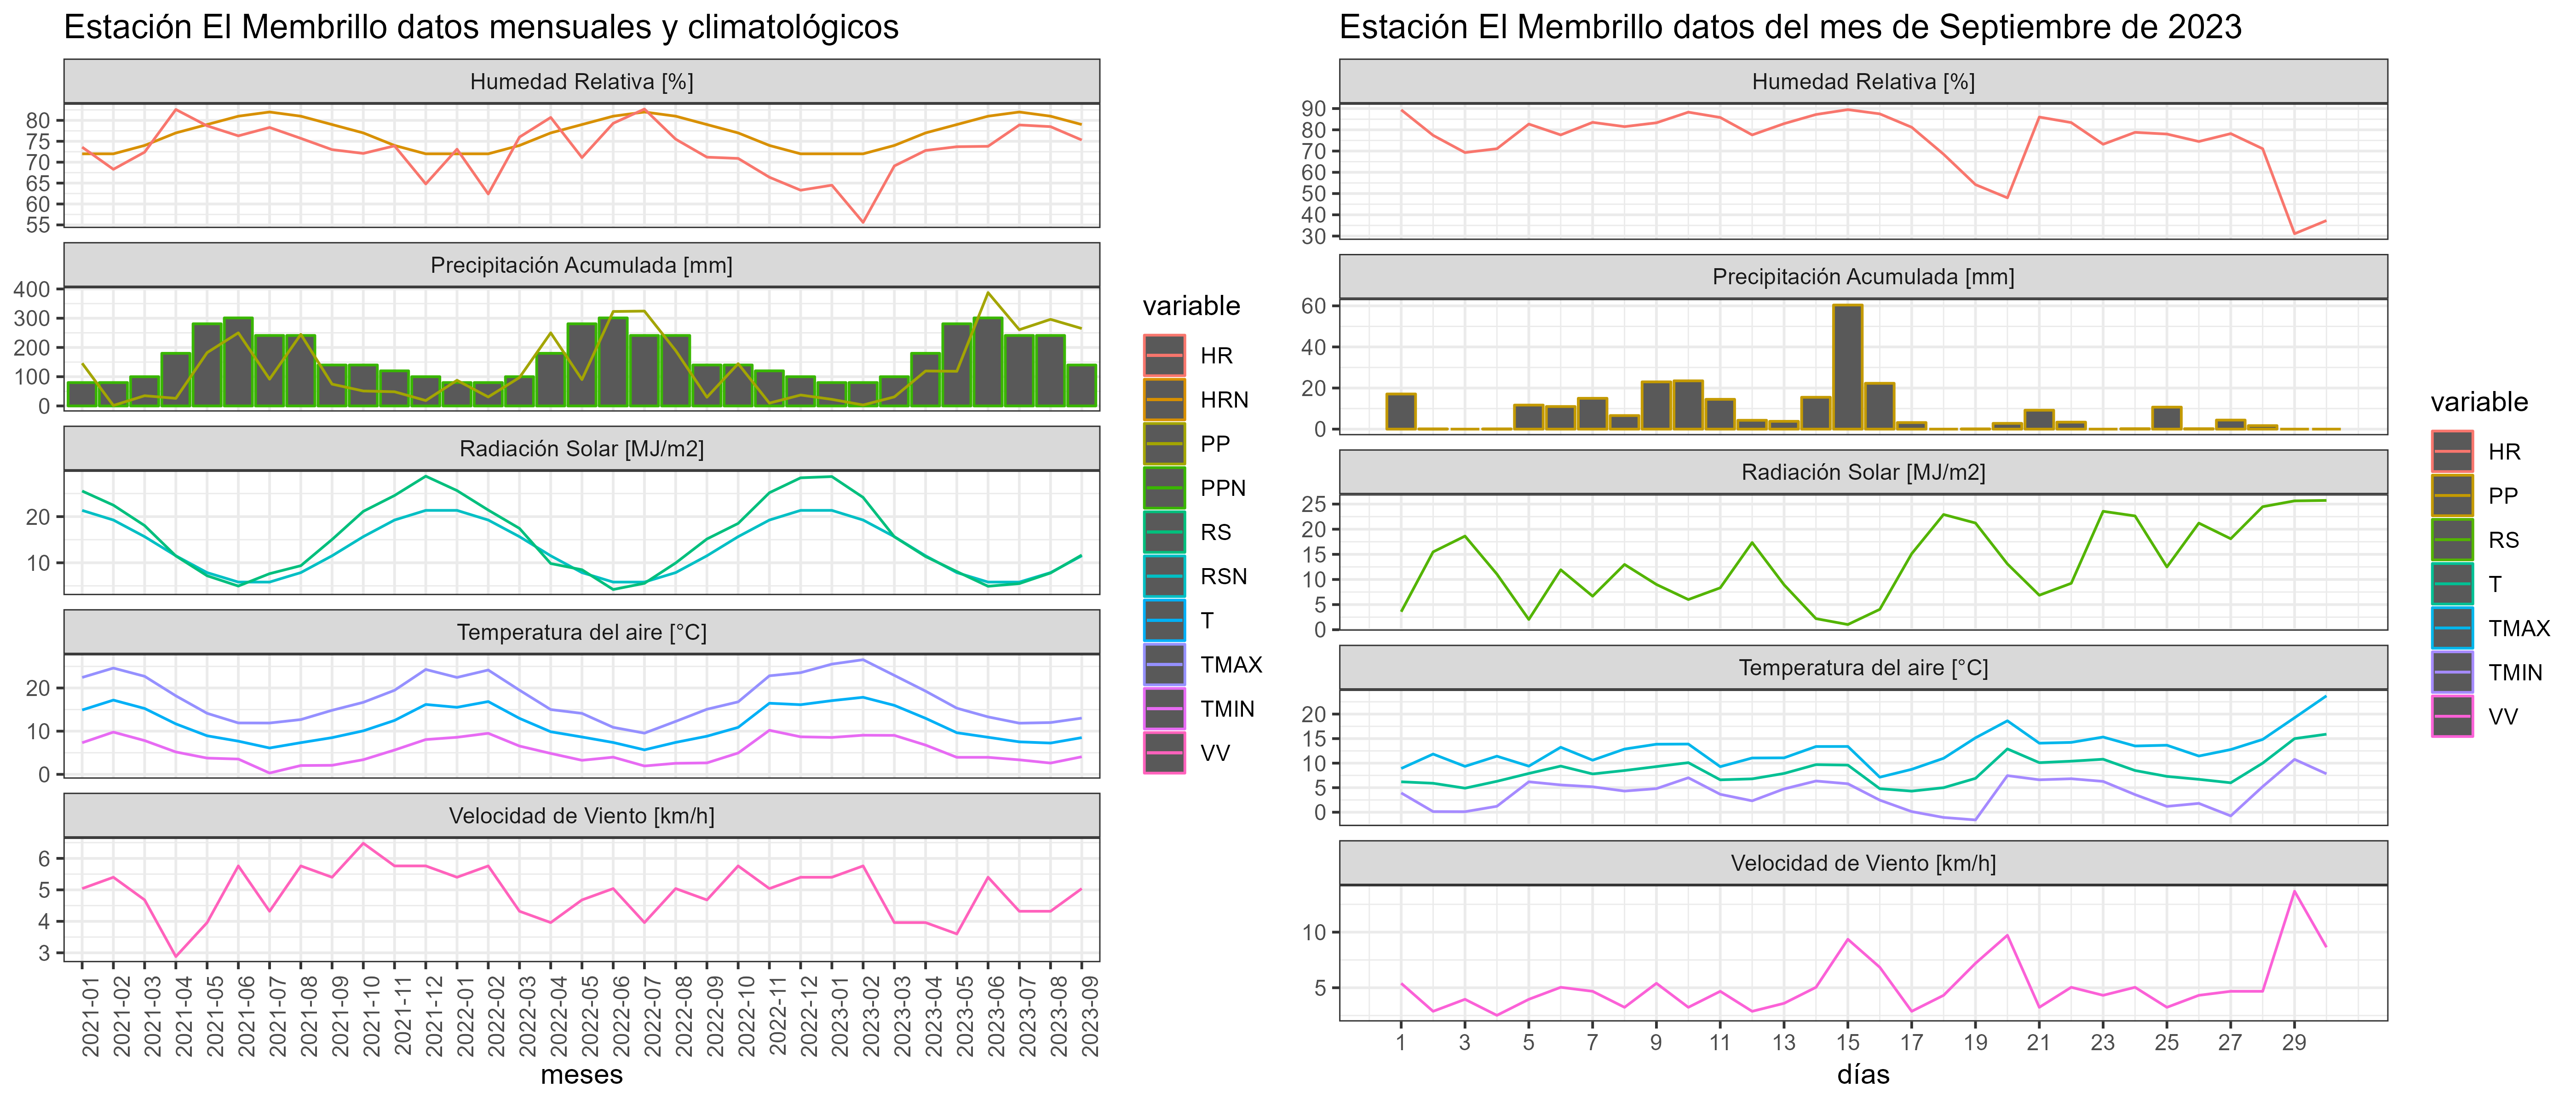 Estación El Membrillo datos mensuales y climatológicos
Humedad Relativa [%]
80
75
70
65
60
55
Precipitación Acumulada [mm]
400
300
200
100
0
Radiación Solar [MJ/m2]
20
10
Temperatura del aire [°C]
20
10
0
Velocidad de Viento [km/h]
6
5
4
3
2021-01
2021-02
2021-03
2021-04
2021-05
2021-06
2021-07
2021-08
2021-09
2021-10
2021-11
2021-12
2022-01
2022-02
2022-03
2022-04
2022-05
2022-06
2022-07
2022-08
2022-09
2022-10
2022-11
2022-12
2023-01
2023-02
2023-03
2023-04
2023-05
2023-06
2023-07
2023-08
2023-09
meses
variable
HR
HRN
PP
PPN
RS
RSN
T
TMAX
TMIN
VV
Estación El Membrillo datos del mes de Septiembre de 2023
Humedad Relativa [%]
90
80
70
60
50
40
30
Precipitación Acumulada [mm]
60
40
20
0
Radiación Solar [MJ/m2]
25
20
15
10
5
0
Temperatura del aire [°C]
20
15
10
5
0
Velocidad de Viento [km/h]
10
5
1 3 5 7 9 11 13 15 17 19 21 23 25 27 29
días
variable
HR
PP
RS
T
TMAX
TMIN
VV